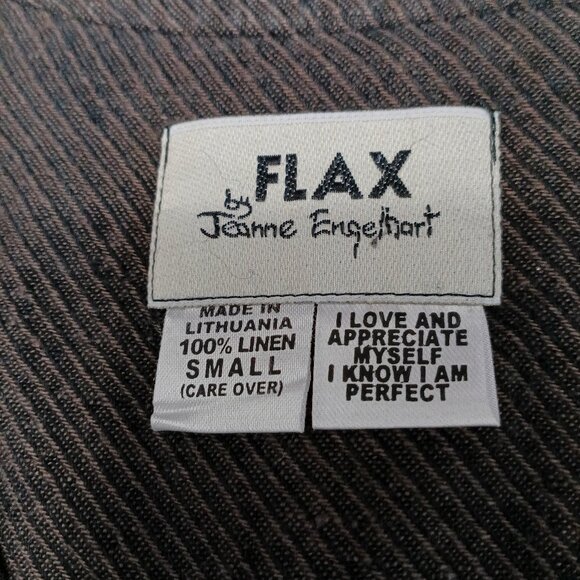 FLAX
by
Jeanne Engelhart
MADE IN
LITHUANIA
100% LINEN
SMALL
(CARE OVER)
I LOVE AND
APPRECIATE
MYSELF
I KNOW I AM
PERFECT